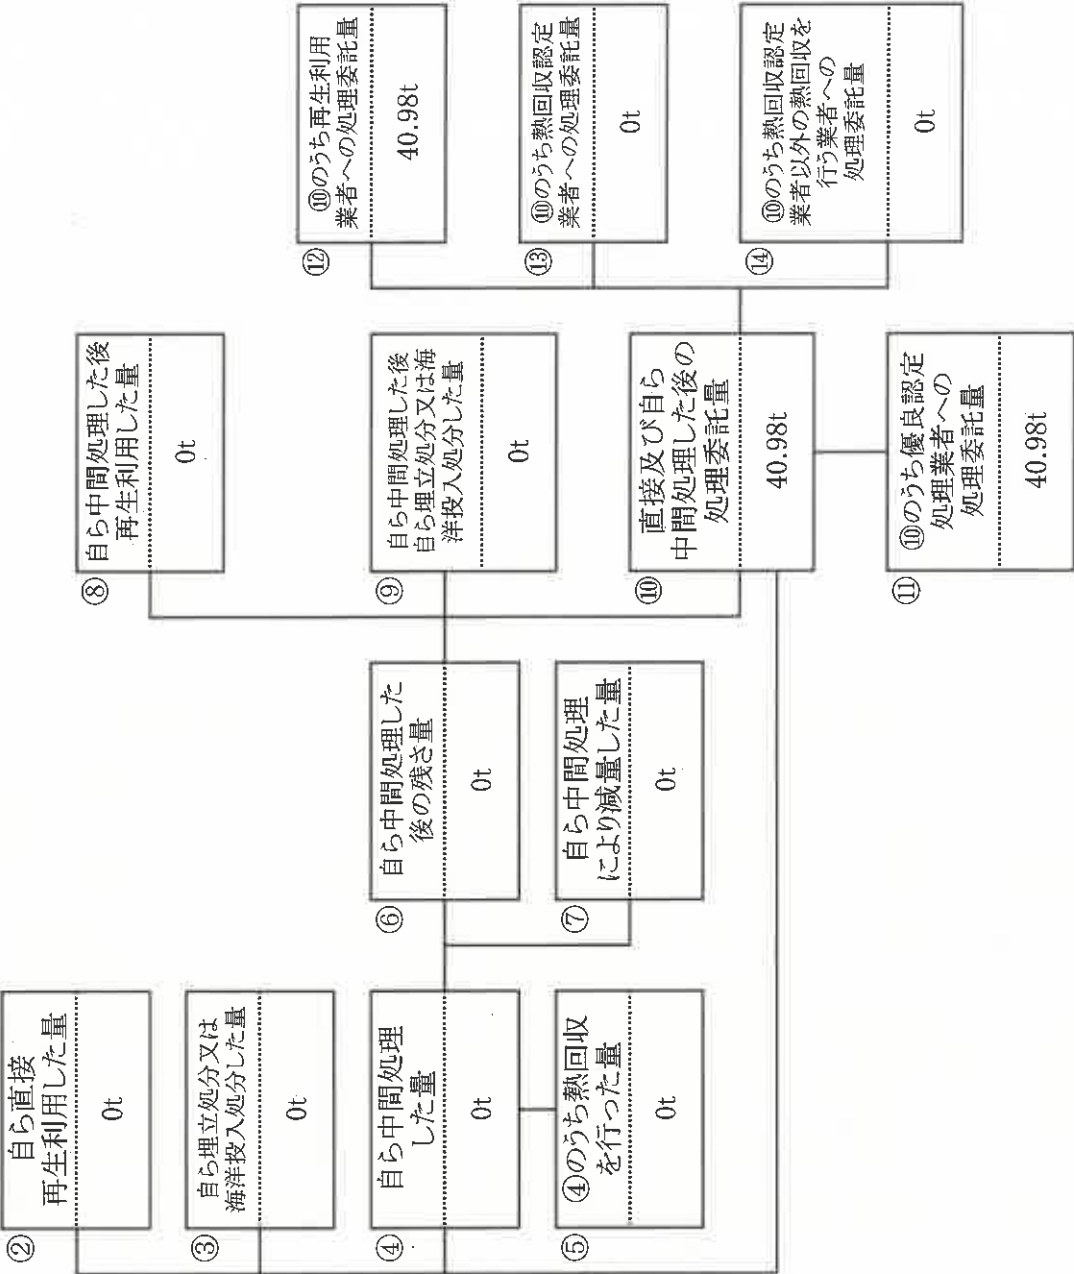 ②
自ら直接
再生利用した量
0t
③
自ら埋立処分又は
海洋投入処分した量
0t
④
自ら中間処理
した量
0t
⑤
④のうち熱回収
を行った量
0t
⑥
自ら中間処理した
後の残さ量
0t
⑦
自ら中間処理
により減量した量
0t
⑧
自ら中間処理した後
再生利用した量
0t
⑨
自ら中間処理した後
自ら埋立処分又は海
洋投入処分した量
0t
⑩
直接及び自ら
中間処理した後の
処理委託量
40.98t
⑪
⑩のうち優良認定
処理業者への
処理委託量
40.98t
⑫
⑩のうち再生利用
業者への処理委託量
40.98t
⑬
⑩のうち熱回収認定
業者への処理委託量
0t
⑭
⑩のうち熱回収認定
業者以外の熱回収を
行う業者への
処理委託量
0t